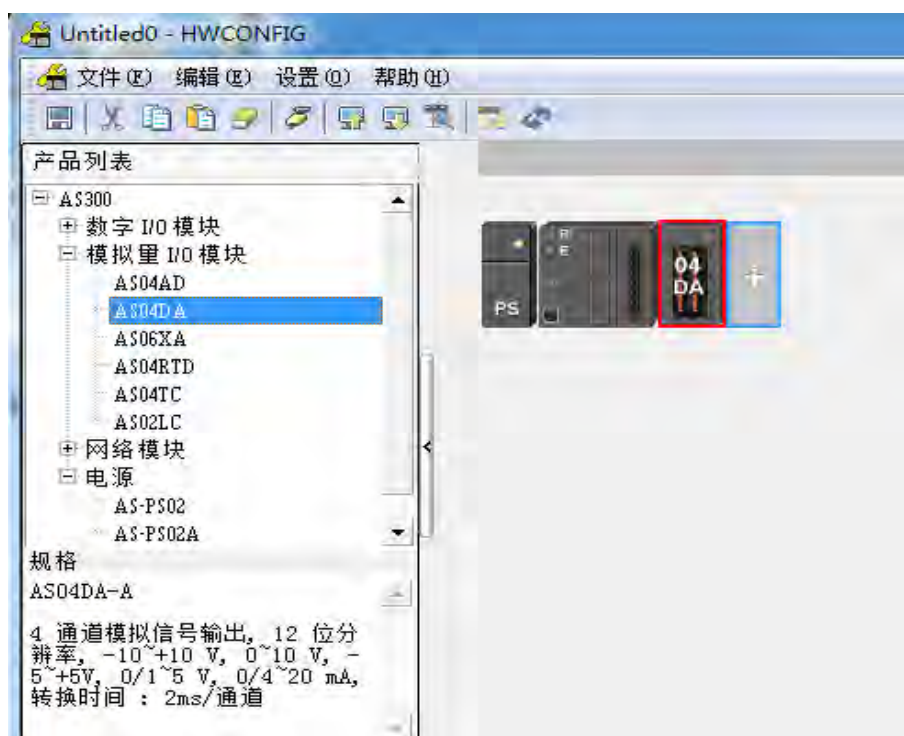 Untitled0 - HWCONFIG
文件(F) 编辑(E) 设置(O) 帮助(H)
产品列表
AS300
数字 I/O 模块
模拟量 I/O 模块
AS04AD
AS04DA
AS06XA
AS04RTD
AS04TC
AS02LC
网络模块
电源
AS-PS02
AS-PS02A
规格
AS04DA-A
4 通道模拟信号输出, 12 位分
辨率, -10~+10 V, 0~10 V, -
5~+5V, 0/1~5 V, 0/4~20 mA,
转换时间 : 2ms/通道
PS
R
E
04
DA